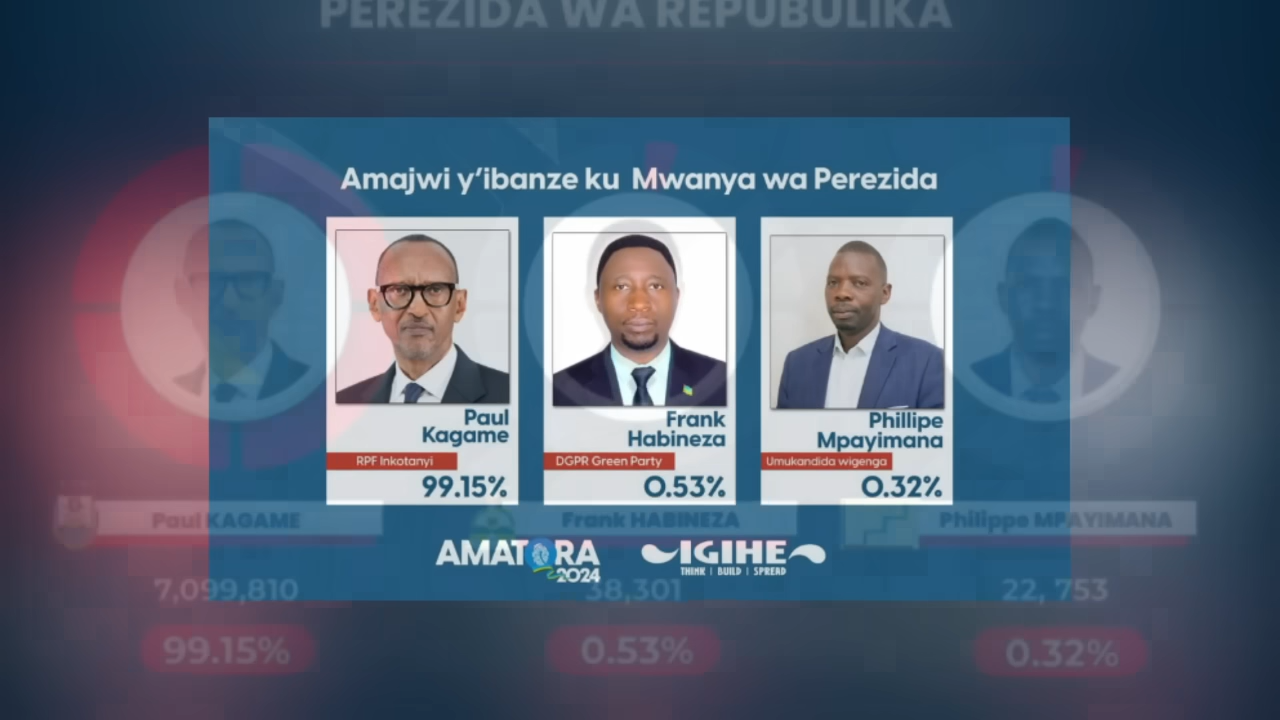 PEREZIDA WA REPUBULIKA
Amajwi y'ibanze ku Mwanya wa Perezida
Paul
Kagame
RPF Inkotanyi
99.15%
Frank
Habineza
DGPR Green Party
0.53%
Phillipe
Mpayimana
Umukandida wigenga
0.32%
Paul KAGAME
Frank HABINEZA
Philippe MPAYIMANA
AMATORA
2024
IGIHE
THINK | BUILD | SPREAD
7,099,810
38,301
22, 753
99.15%
0.53%
0.32%